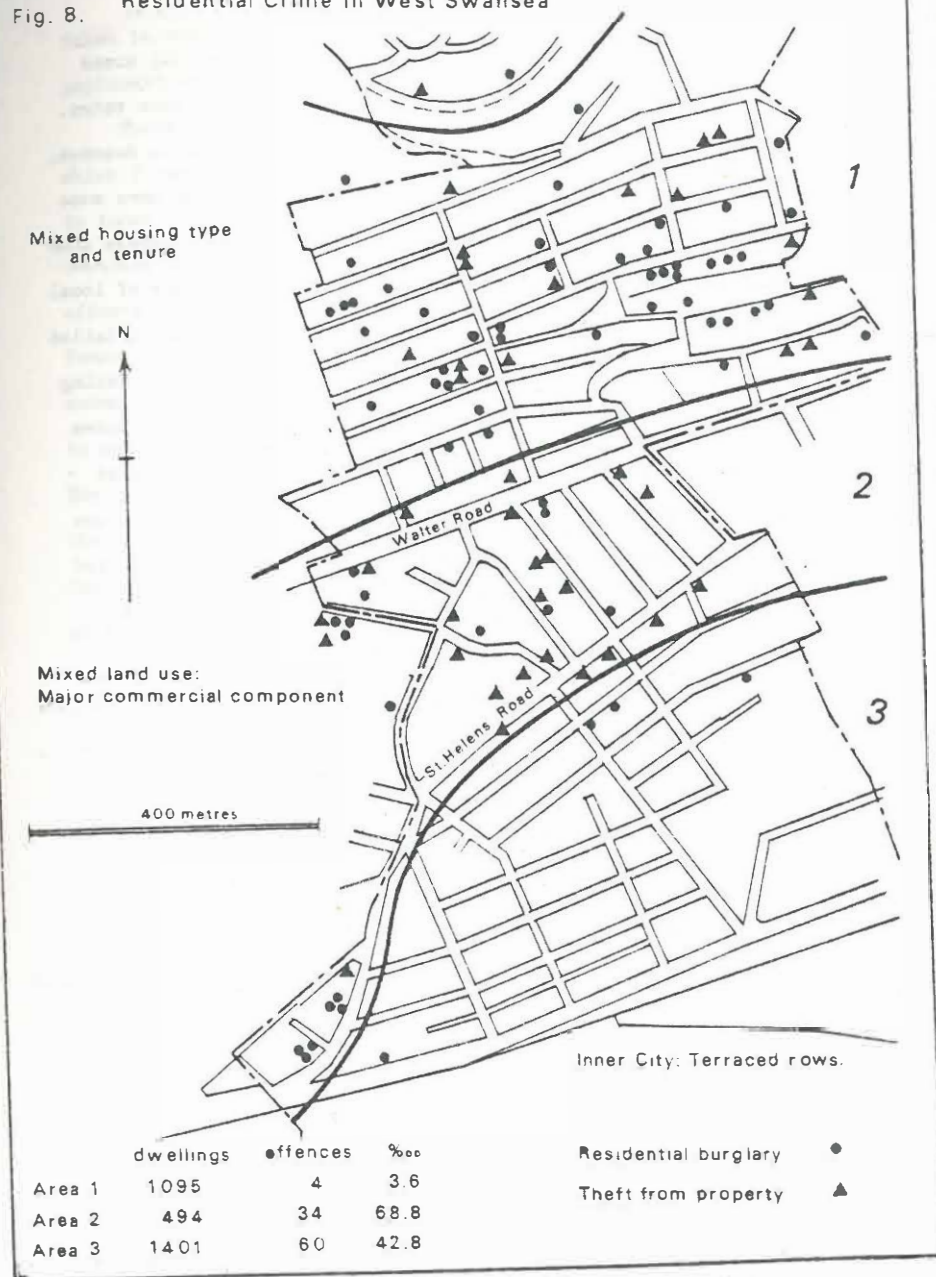 Fig. 8. Residential Crime in West Swansea
1
Mixed housing type
and tenure
N
2
Walter Road
Mixed land use:
Major commercial component
St. Helens Road
3
400 metres
Inner City: Terraced rows.
dwellings offences %oo
Area 1 1095 4 3.6
Area 2 494 34 68.8
Area 3 1401 60 42.8
Residential burglary
Theft from property